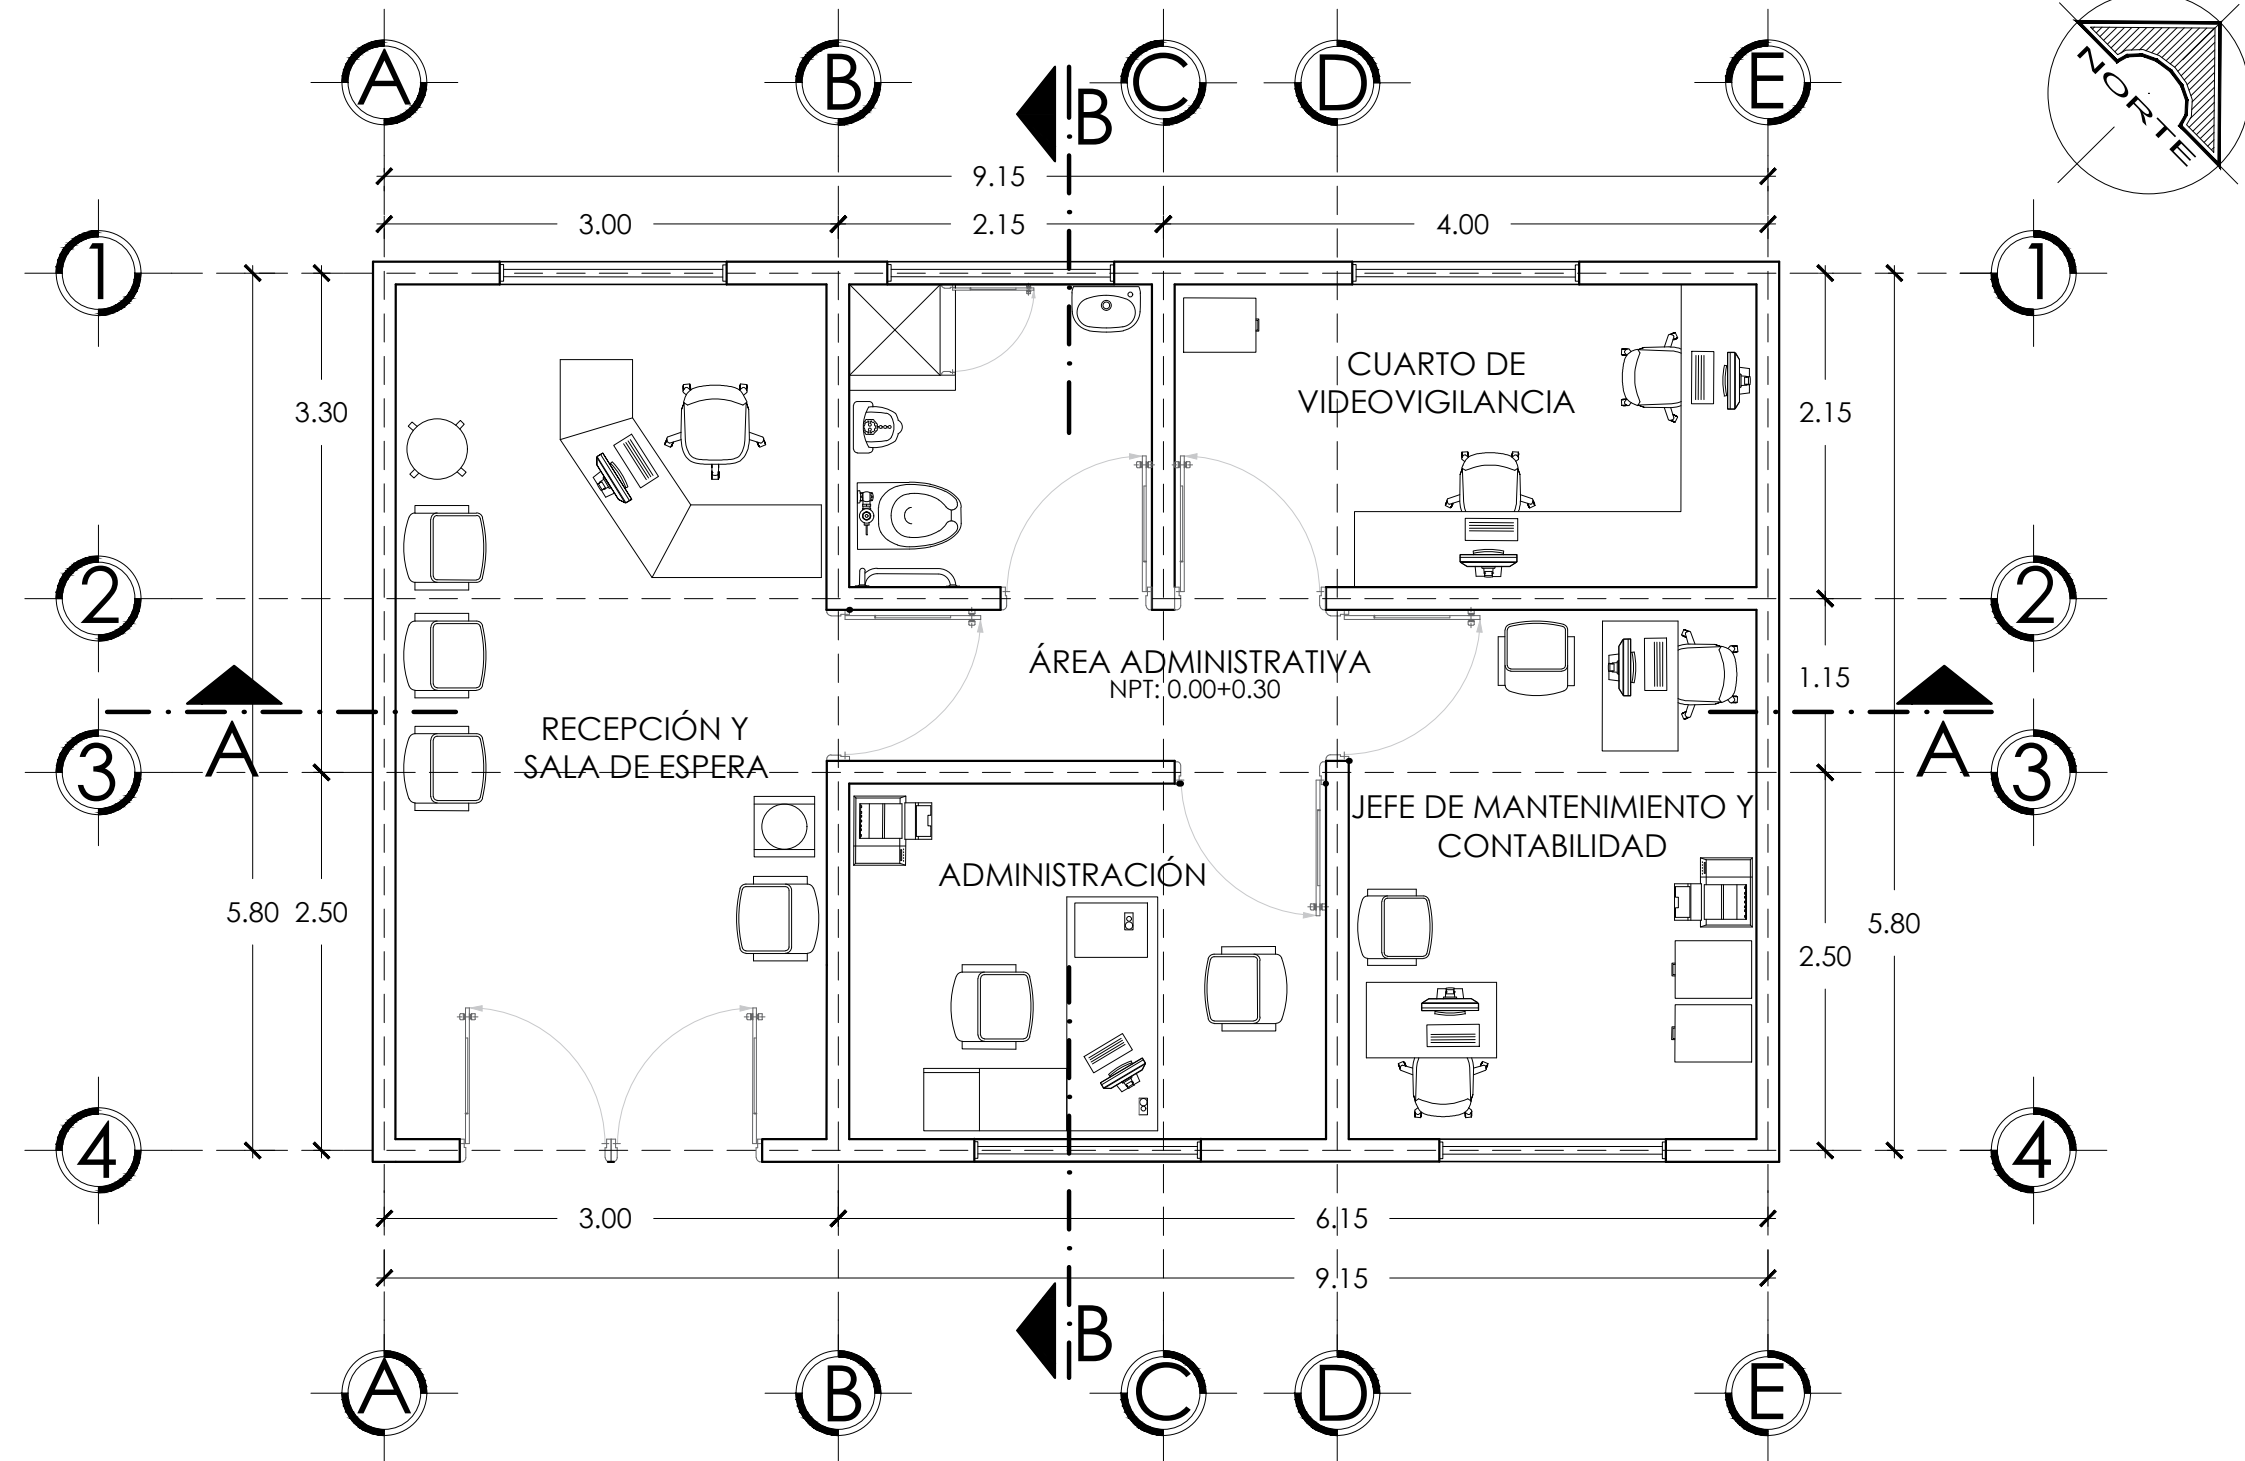 A B C D E
B
NORTE
9.15
3.00 2.15 4.00
1 1
CUARTO DE
VIDEOVIGILANCIA
3.30 2.15
2 2
ÁREA ADMINISTRATIVA
NPT: 0.00+0.30
1.15
RECEPCIÓN Y
SALA DE ESPERA
A A
3 3
JEFE DE MANTENIMIENTO Y
CONTABILIDAD
ADMINISTRACIÓN
5.80 2.50 5.80
2.50
4 4
3.00 6.15
9.15
B
A B C D E